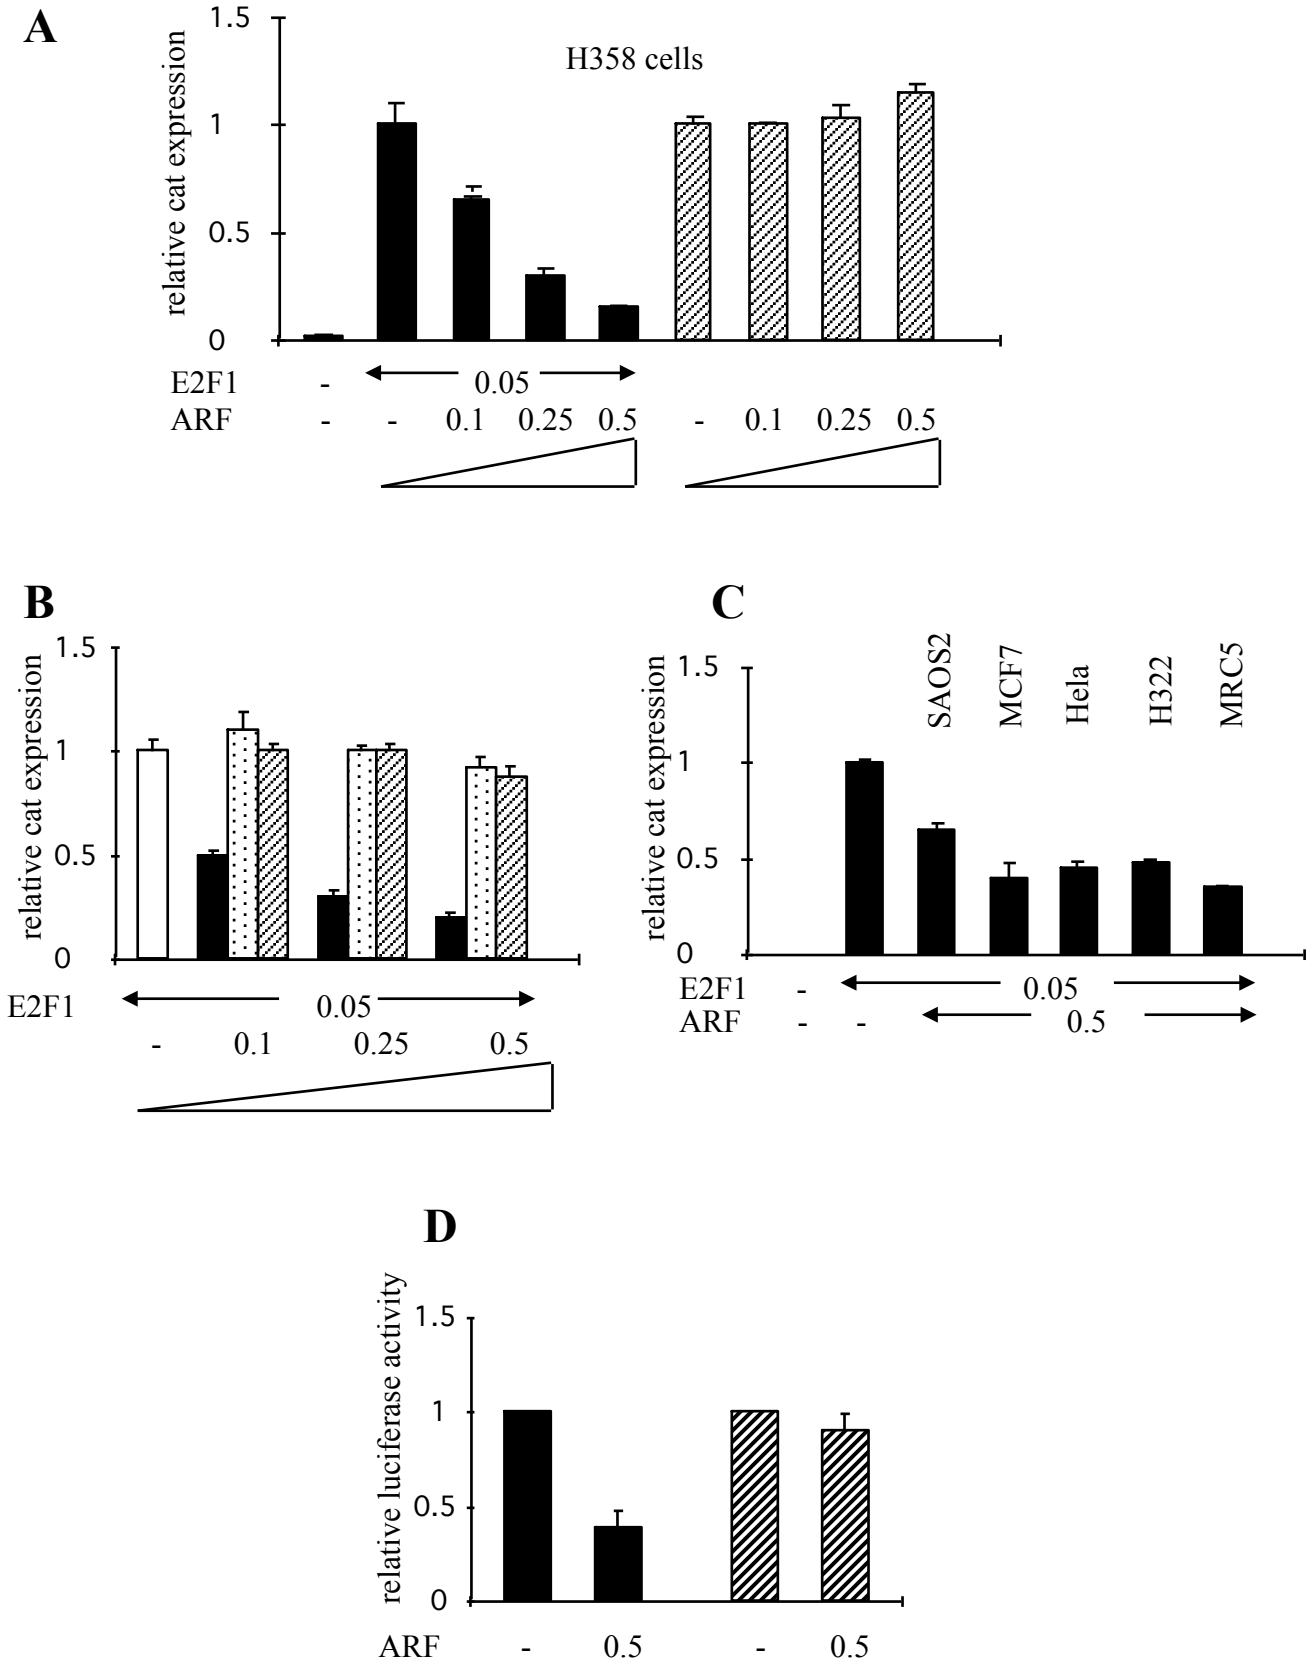 A
H358 cells
relative cat expression
1.5
1
0.5
0
E2F1 - 0.05
ARF - - 0.1 0.25 0.5 - 0.1 0.25 0.5
B
relative cat expression
1.5
1
0.5
0
E2F1 0.05
- 0.1 0.25 0.5
C
SAOS2
MCF7
Hela
H322
MRC5
relative cat expression
1.5
1
0.5
0
E2F1 - 0.05
ARF - - 0.5
D
relative luciferase activity
1.5
1
0.5
0
ARF - 0.5 - 0.5